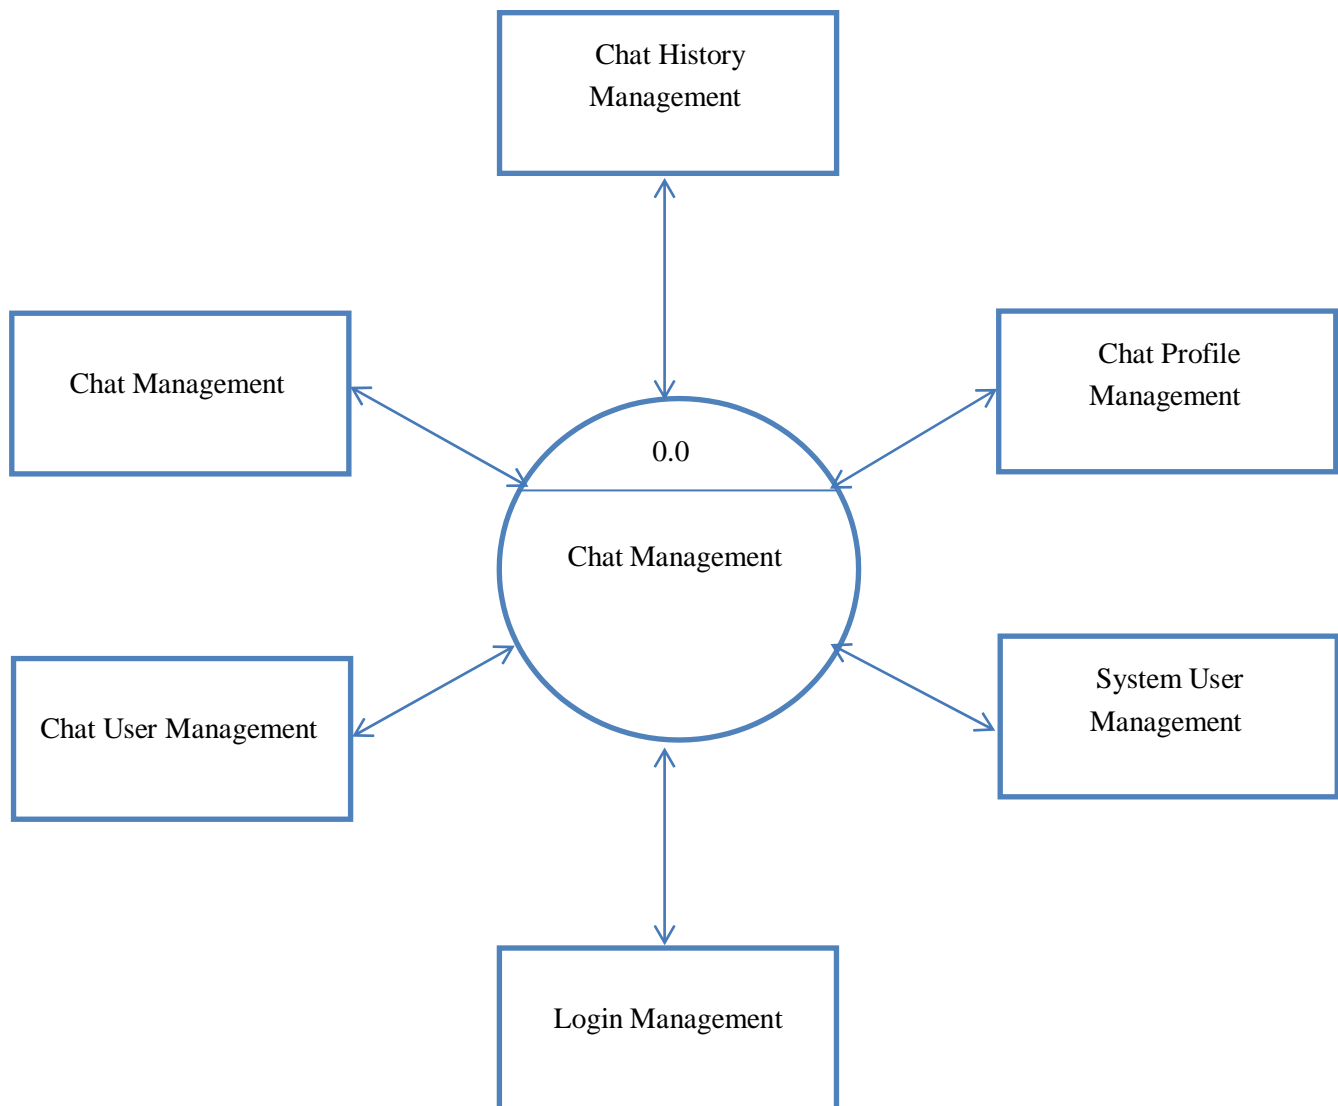 Chat History
Management
Chat Management
Chat Profile
Management
0.0
Chat Management
Chat User Management
System User
Management
Login Management